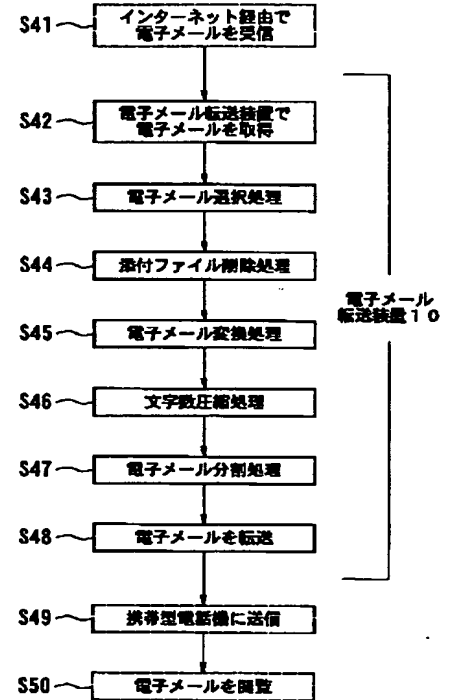 S41
インターネット経由で
電子メールを受信
S42
電子メール転送装置で
電子メールを取得
S43
電子メール選択処理
S44
添付ファイル削除処理
S45
電子メール変換処理
S46
文字数圧縮処理
S47
電子メール分割処理
S48
電子メールを転送
S49
携帯型電話機に送信
S50
電子メールを閲覧
電子メール
転送装置10